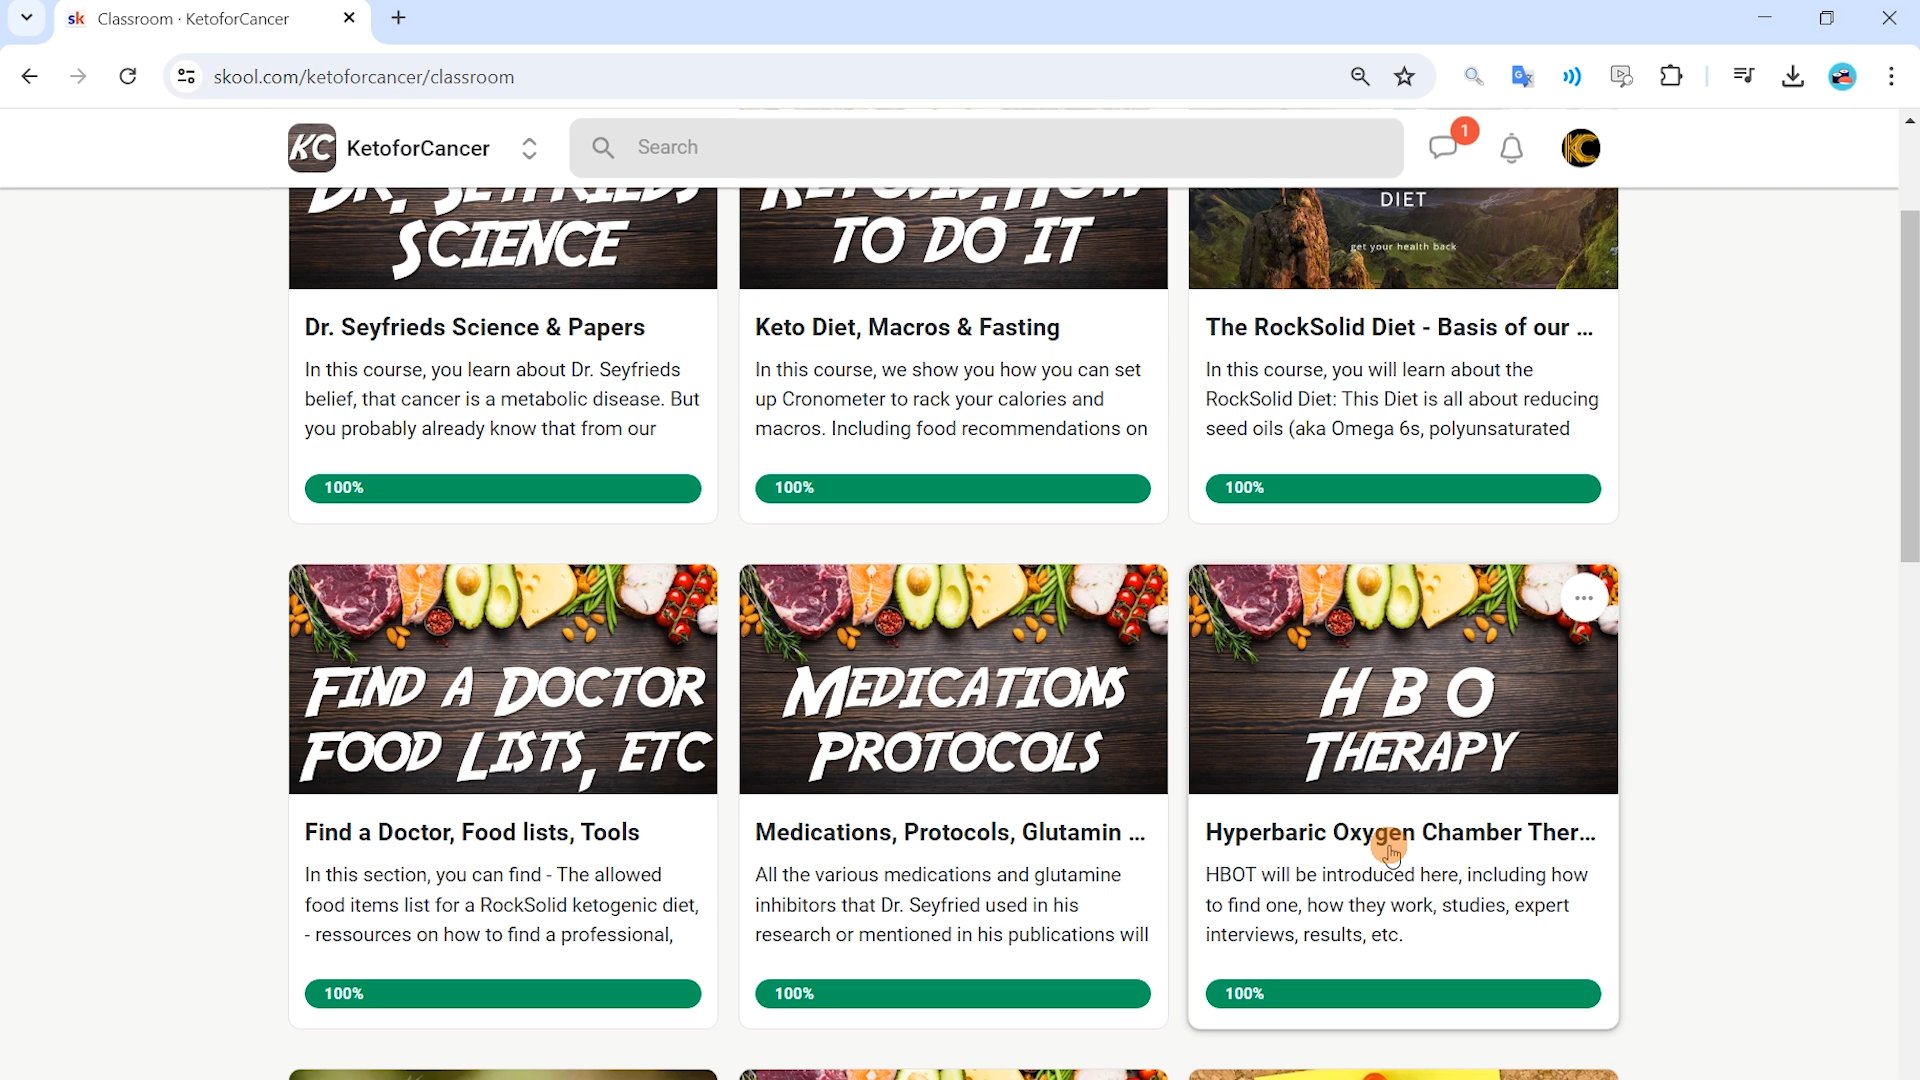 sk Classroom · KetoforCancer
skool.com/ketoforcancer/classroom
KC KetoforCancer
Search
1
DR. SEYFRIEDS
SCIENCE
KETOSIS.HOW
TO DO IT
DIET
get your health back
Dr. Seyfrieds Science & Papers
In this course, you learn about Dr. Seyfrieds
belief, that cancer is a metabolic disease. But
you probably already know that from our
100%
Keto Diet, Macros & Fasting
In this course, we show you how you can set
up Cronometer to rack your calories and
macros. Including food recommendations on
100%
The RockSolid Diet - Basis of our ...
In this course, you will learn about the
RockSolid Diet: This Diet is all about reducing
seed oils (aka Omega 6s, polyunsaturated
100%
FIND A DOCTOR
FOOD LISTS, ETC
Find a Doctor, Food lists, Tools
In this section, you can find - The allowed
food items list for a RockSolid ketogenic diet,
- ressources on how to find a professional,
100%
MEDICATIONS
PROTOCOLS
Medications, Protocols, Glutamin ...
All the various medications and glutamine
inhibitors that Dr. Seyfried used in his
research or mentioned in his publications will
100%
H B O
THERAPY
Hyperbaric Oxygen Chamber Ther...
HBOT will be introduced here, including how
to find one, how they work, studies, expert
interviews, results, etc.
100%